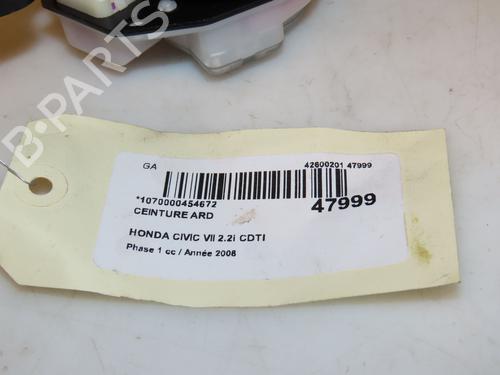 B-PARTS
GA 42600201 47999
*1070000454672 47999
CEINTURE ARD
HONDA CIVIC VII 2.2i CDTI
Phase 1 cc / Année 2008